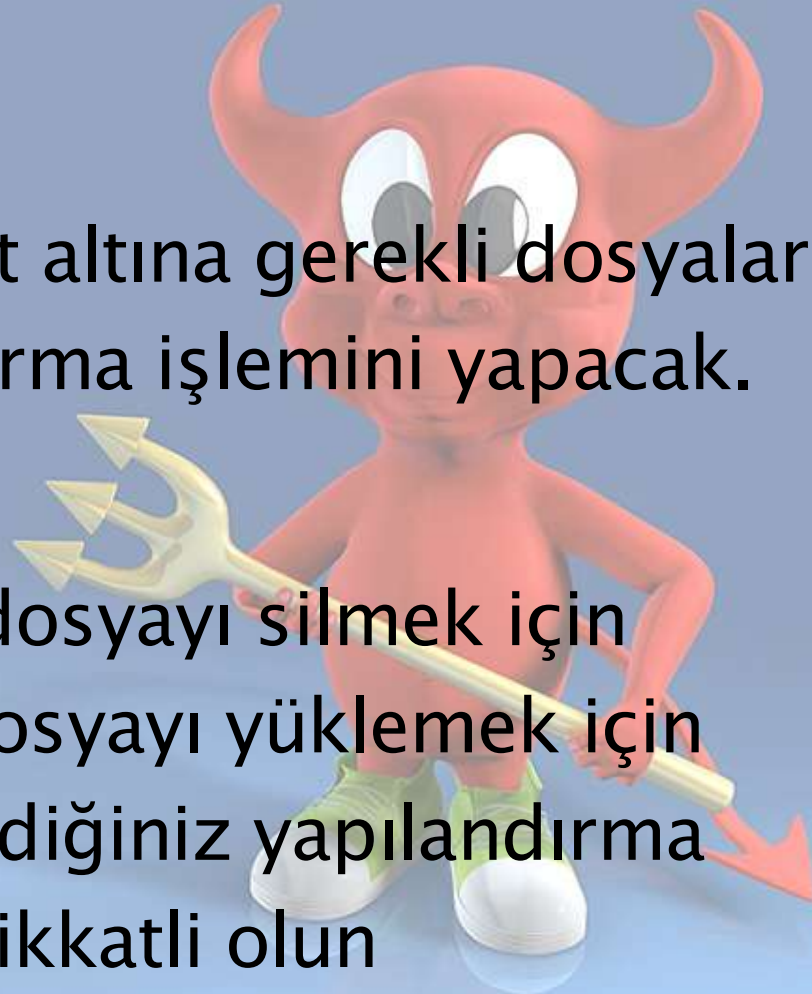 t altına gerekli dosyalar
rma işlemini yapacak.
dosyayı silmek için
osyayı yüklemek için
diğiniz yapılandırma
ikkatli olun